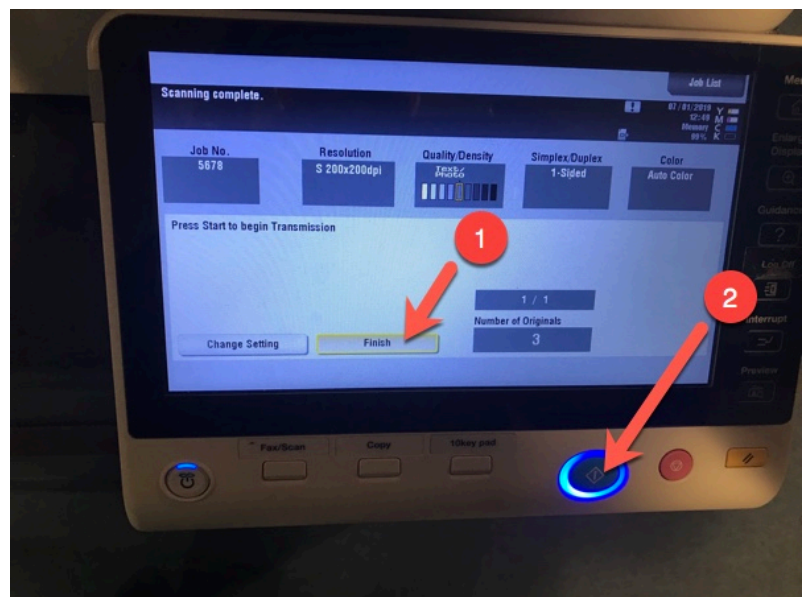 Job List
Scanning complete.
07/01/2019
12:49
Memory
99%
Y
M
C
K
Job No.
5678
Resolution
S 200x200dpi
Quality/Density
Text/
Photo
Simplex/Duplex
1-Sided
Color
Auto Color
Press Start to begin Transmission
1
2
1 / 1
Number of Originals
3
Change Setting
Finish
Guidance
?
Interrupt
Preview
Fax/Scan
Copy
10key pad